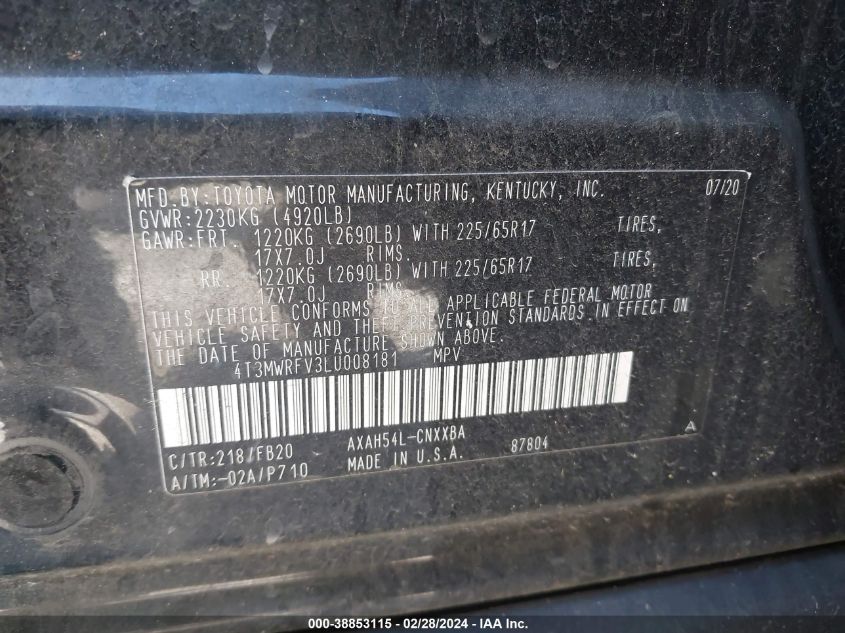 MFD. BY: TOYOTA MOTOR MANUFACTURING, KENTUCKY, INC. 07/20
GVWR: 2230KG (4920LB)
GAWR: FRT. 1220KG (2690LB) WITH 225/65R17 TIRES,
17X7.0J RIMS.
RR. 1220KG (2690LB) WITH 225/65R17 TIRES,
17X7.0J RIMS.
THIS VEHICLE CONFORMS TO ALL APPLICABLE FEDERAL MOTOR
VEHICLE SAFETY AND THEFT PREVENTION STANDARDS IN EFFECT ON
THE DATE OF MANUFACTURE SHOWN ABOVE.
4T3MWRFV3LU008181 MPV
C/TR: 218/FB20 AXAH54L-CNXXBA
A/TM: -02A/P710 MADE IN U.S.A. 87804 A
000-38853115 - 02/28/2024 - IAA Inc.